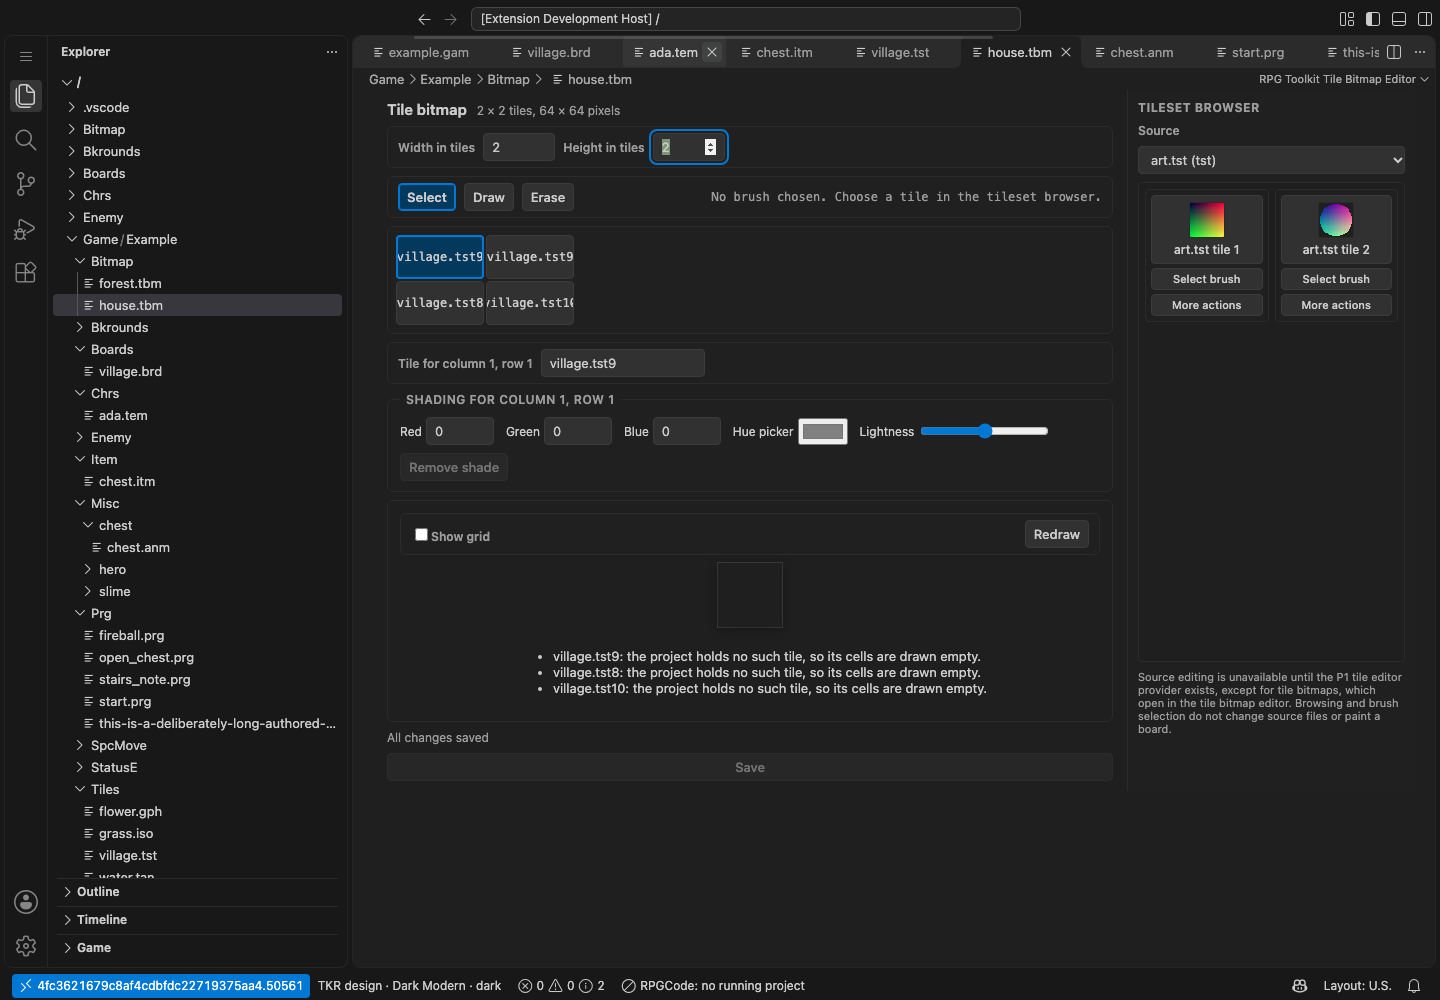 [Extension Development Host] /
Explorer
example.gam
village.brd
ada.tem
chest.itm
village.tst
house.tbm
chest.anm
start.prg
this-is
Game > Example > Bitmap > house.tbm
RPG Toolkit Tile Bitmap Editor
/
.vscode
Bitmap
Bkrounds
Boards
Chrs
Enemy
Game / Example
Bitmap
forest.tbm
house.tbm
Bkrounds
Boards
village.brd
Chrs
ada.tem
Enemy
Item
chest.itm
Misc
chest
chest.anm
hero
slime
Prg
fireball.prg
open_chest.prg
stairs_note.prg
start.prg
this-is-a-deliberately-long-authored-...
SpcMove
StatusE
Tiles
flower.gph
grass.iso
village.tst
water.tan
Outline
Timeline
Game
Tile bitmap 2 × 2 tiles, 64 × 64 pixels
Width in tiles 2 Height in tiles 2
Select Draw Erase No brush chosen. Choose a tile in the tileset browser.
village.tst9 village.tst9
village.tst8 village.tst10
Tile for column 1, row 1 village.tst9
SHADING FOR COLUMN 1, ROW 1
Red 0 Green 0 Blue 0 Hue picker Lightness
Remove shade
Show grid Redraw
• village.tst9: the project holds no such tile, so its cells are drawn empty.
• village.tst8: the project holds no such tile, so its cells are drawn empty.
• village.tst10: the project holds no such tile, so its cells are drawn empty.
All changes saved
Save
TILESET BROWSER
Source
art.tst (tst)
art.tst tile 1 art.tst tile 2
Select brush Select brush
More actions More actions
Source editing is unavailable until the P1 tile editor
provider exists, except for tile bitmaps, which
open in the tile bitmap editor. Browsing and brush
selection do not change source files or paint a
board.
4fc3621679c8af4cdbfdc22719375aa4.50561 TKR design · Dark Modern · dark 0 0 2 RPGCode: no running project Layout: U.S.